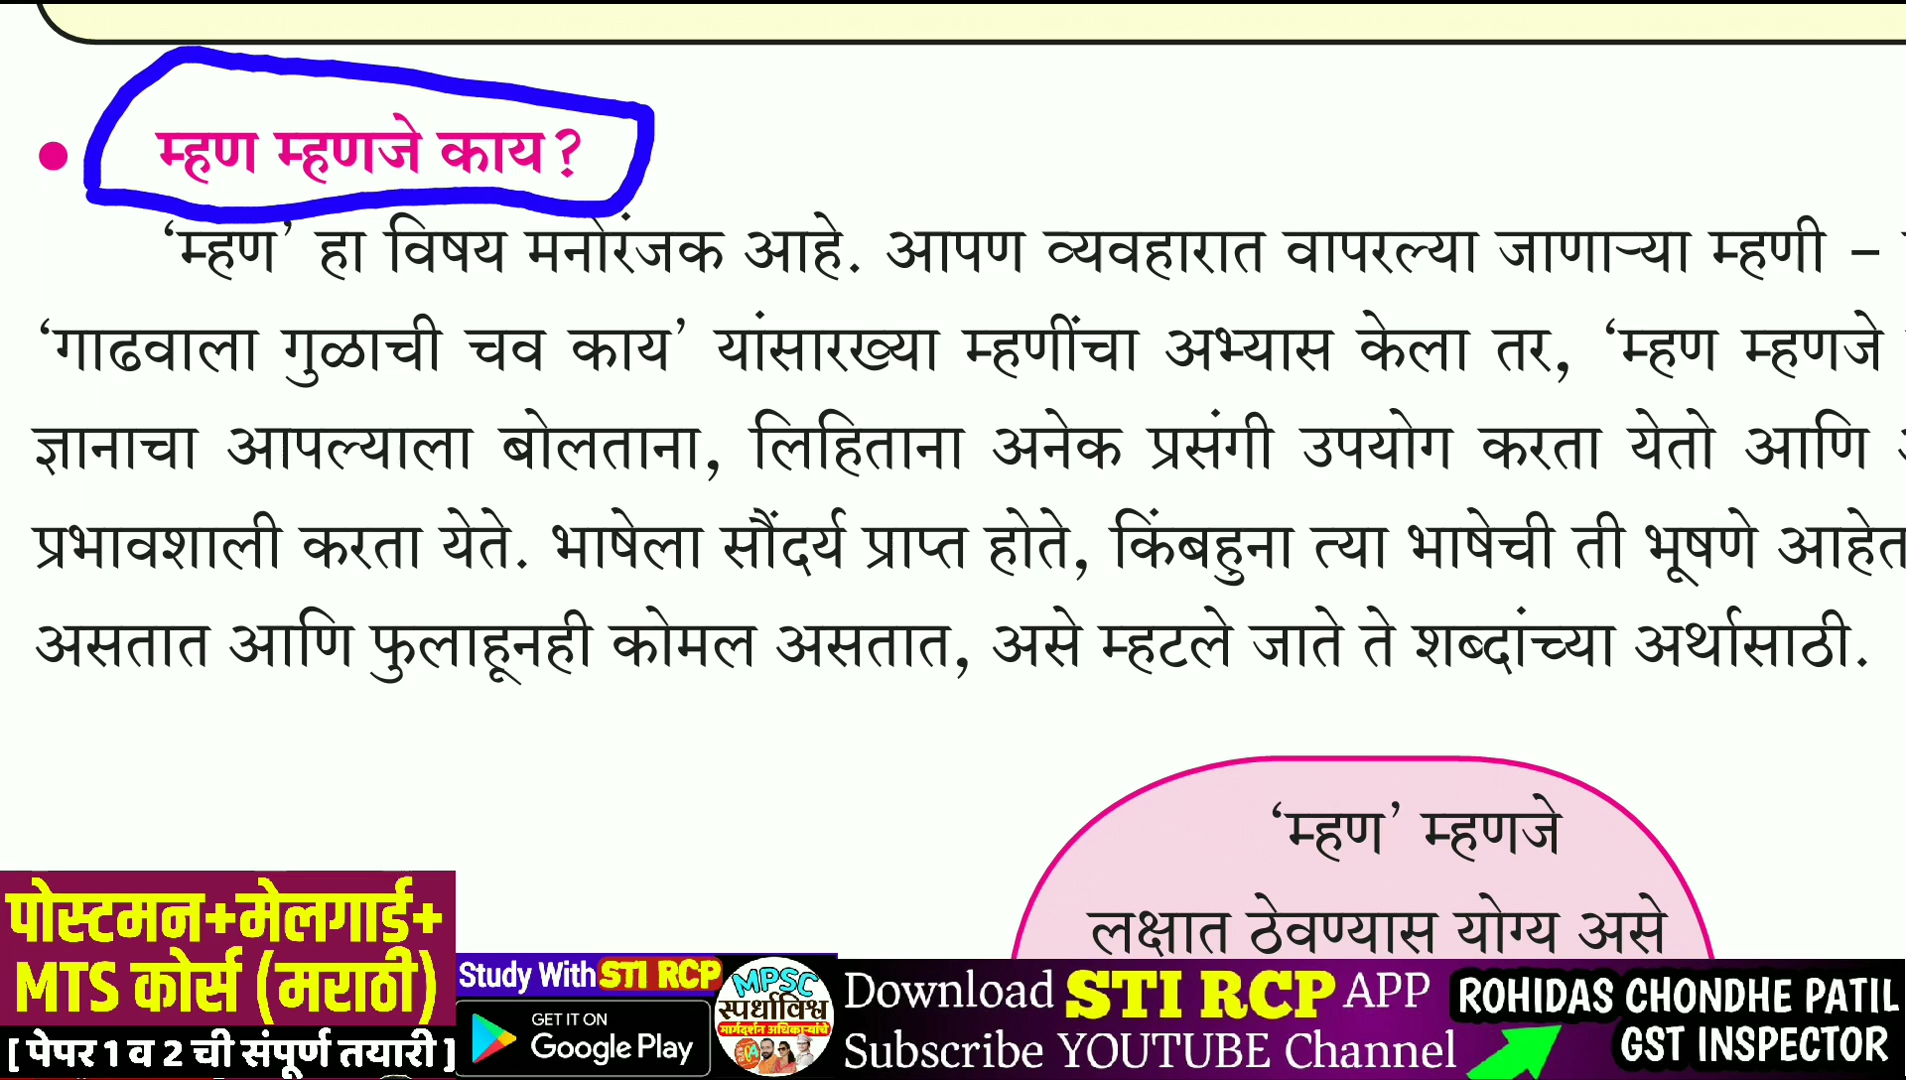 • म्हण म्हणजे काय ?
‘म्हण’ हा विषय मनोरंजक आहे. आपण व्यवहारात वापरल्या जाणाऱ्या म्हणी –
‘गाढवाला गुळाची चव काय’ यांसारख्या म्हणींचा अभ्यास केला तर, ‘म्हण म्हणजे
ज्ञानाचा आपल्याला बोलताना, लिहिताना अनेक प्रसंगी उपयोग करता येतो आणि
प्रभावशाली करता येते. भाषेला सौंदर्य प्राप्त होते, किंबहुना त्या भाषेची ती भूषणे आहेत
असतात आणि फुलाहूनही कोमल असतात, असे म्हटले जाते ते शब्दांच्या अर्थासाठी.
‘म्हण’ म्हणजे
लक्षात ठेवण्यास योग्य असे
पोस्टमन+मेलगार्ड+
MTS कोर्स (मराठी)
[ पेपर 1 व 2 ची संपूर्ण तयारी ]
Study With STI RCP
GET IT ON
Google Play
MPSC
स्पर्धाविश्व
मार्गदर्शन अधिकाऱ्यांचे
Download STI RCP APP
Subscribe YOUTUBE Channel
ROHIDAS CHONDHE PATIL
GST INSPECTOR